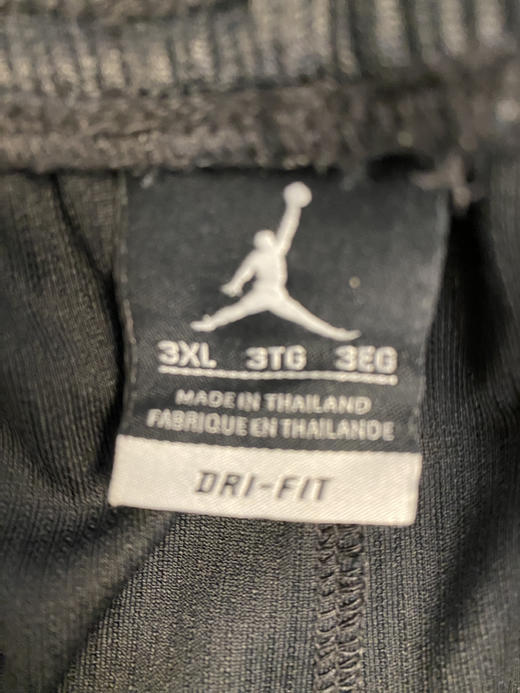 3XL 3TG 3EG
MADE IN THAILAND
FABRIQUE EN THAILANDE
DRI-FIT